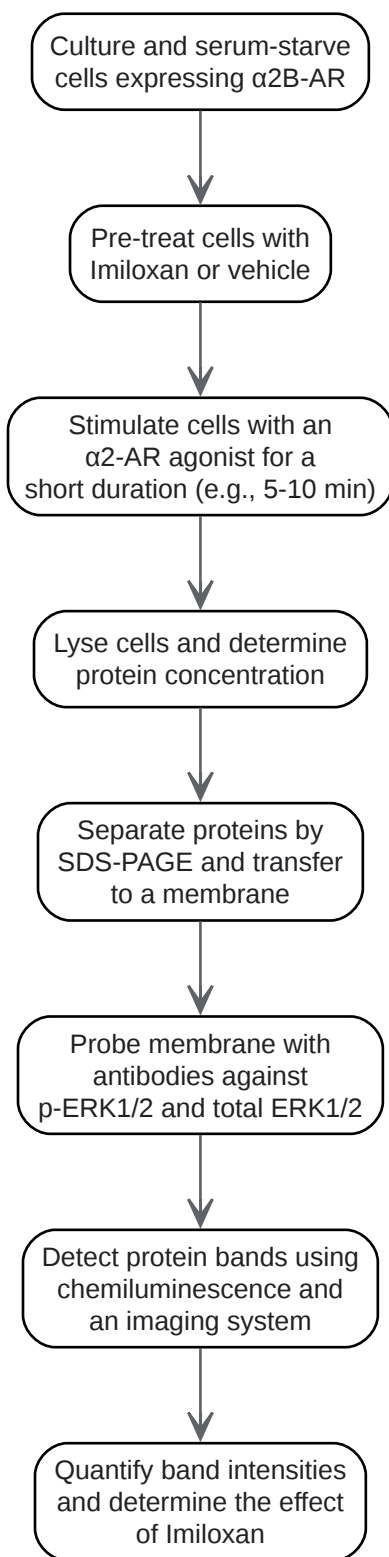 Culture and serum-starve
cells expressing α2B-AR
Pre-treat cells with
Imiloxan or vehicle
Stimulate cells with an
α2-AR agonist for a
short duration (e.g., 5-10 min)
Lyse cells and determine
protein concentration
Separate proteins by
SDS-PAGE and transfer
to a membrane
Probe membrane with
antibodies against
p-ERK1/2 and total ERK1/2
Detect protein bands using
chemiluminescence and
an imaging system
Quantify band intensities
and determine the effect
of Imiloxan